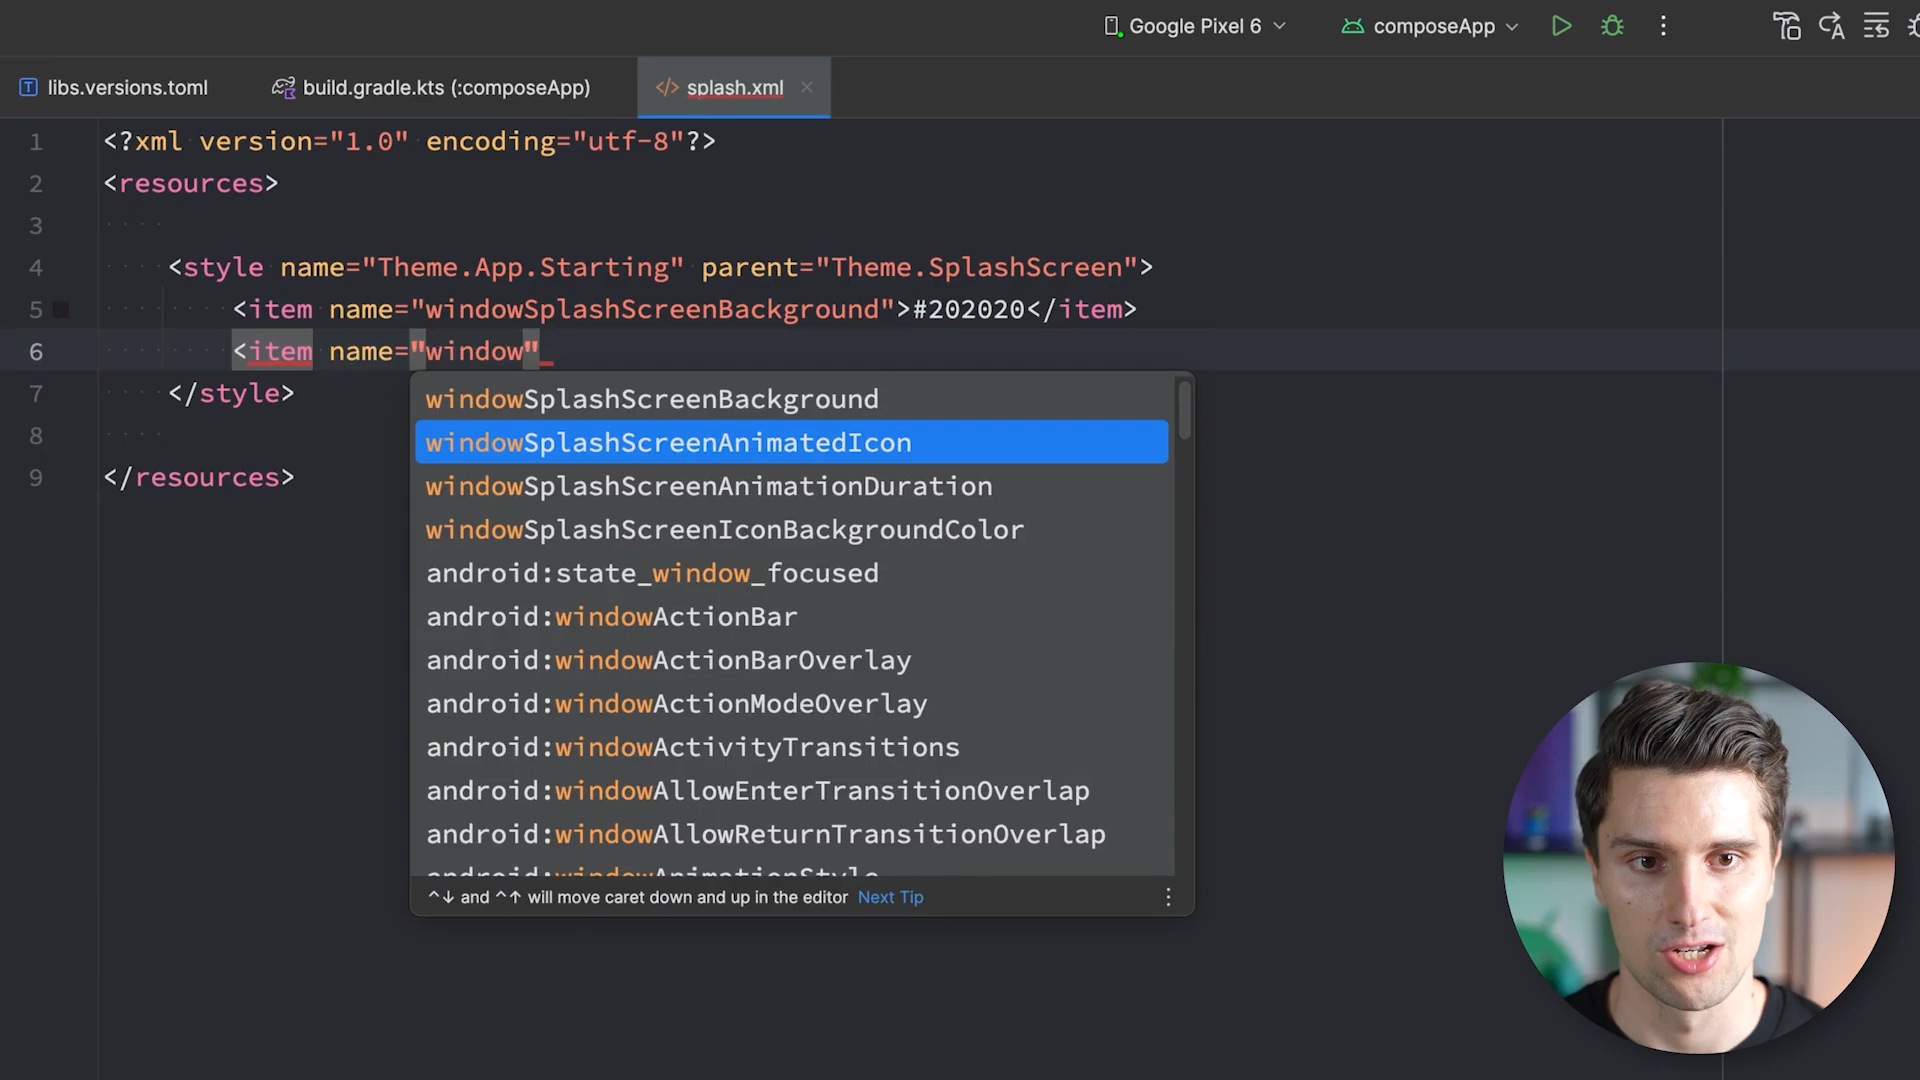 Google Pixel 6
composeApp
libs.versions.toml
build.gradle.kts (:composeApp)
</> splash.xml
1 <?xml version="1.0" encoding="utf-8"?>
2 <resources>
3
4 <style name="Theme.App.Starting" parent="Theme.SplashScreen">
5 <item name="windowSplashScreenBackground">#202020</item>
6 <item name="window"
7 </style>
8
9 </resources>
windowSplashScreenBackground
windowSplashScreenAnimatedIcon
windowSplashScreenAnimationDuration
windowSplashScreenIconBackgroundColor
android:state_window_focused
android:windowActionBar
android:windowActionBarOverlay
android:windowActionModeOverlay
android:windowActivityTransitions
android:windowAllowEnterTransitionOverlap
android:windowAllowReturnTransitionOverlap
android:windowAnimationStyle
^↓ and ^↑ will move caret down and up in the editor Next Tip